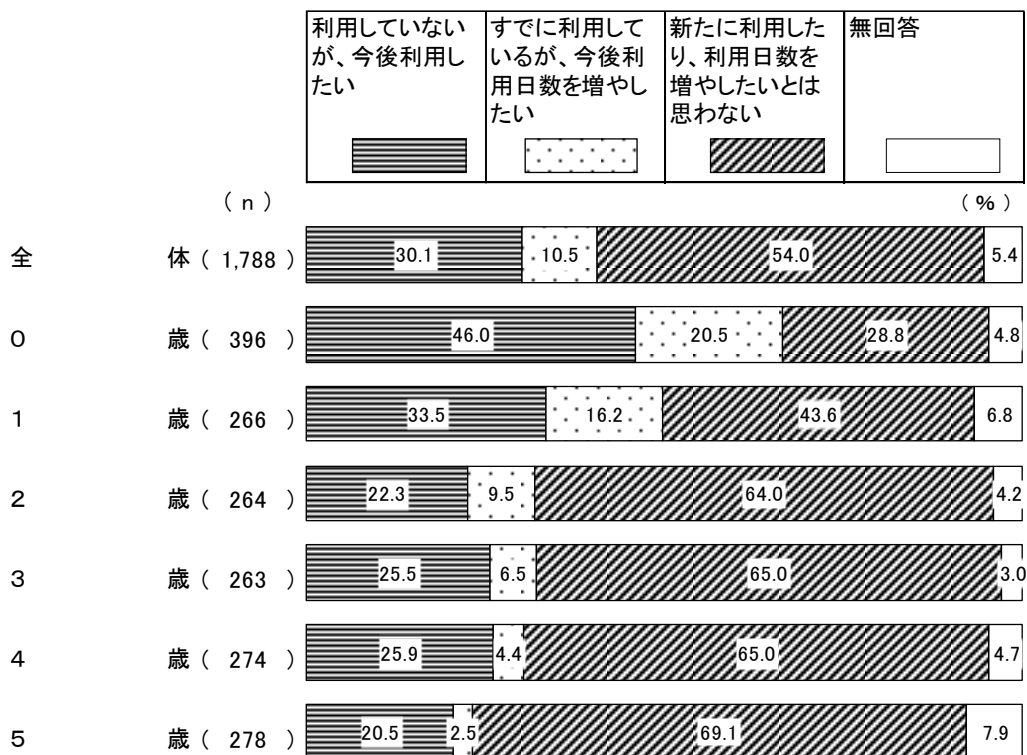 利用していない
が、今後利用し
たい
すでに利用して
いるが、今後利
用日数を増やし
たい
新たに利用した
り、利用日数を
増やしたいとは
思わない
無回答
（ｎ）
（％）
全 体 （ 1,788 ） 30.1 10.5 54.0 5.4
０ 歳 （ 396 ） 46.0 20.5 28.8 4.8
１ 歳 （ 266 ） 33.5 16.2 43.6 6.8
２ 歳 （ 264 ） 22.3 9.5 64.0 4.2
３ 歳 （ 263 ） 25.5 6.5 65.0 3.0
４ 歳 （ 274 ） 25.9 4.4 65.0 4.7
５ 歳 （ 278 ） 20.5 2.5 69.1 7.9